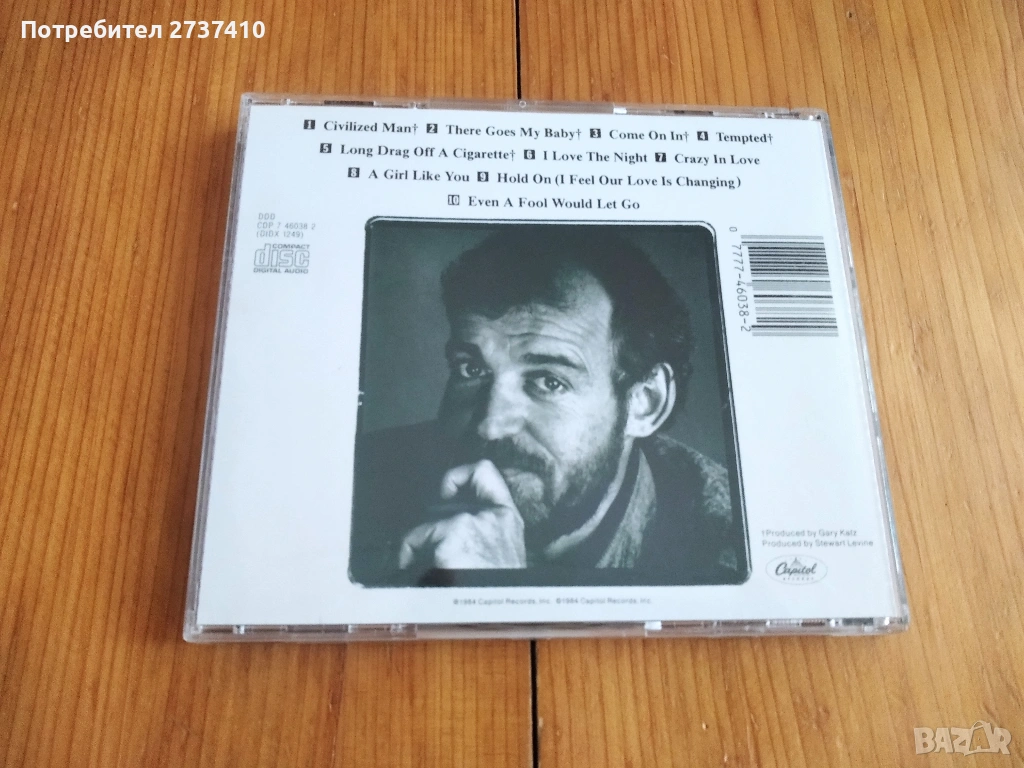 Потребител 2737410
1 Civilized Man† 2 There Goes My Baby† 3 Come On In† 4 Tempted†
5 Long Drag Off A Cigarette† 6 I Love The Night 7 Crazy In Love
8 A Girl Like You 9 Hold On (I Feel Our Love Is Changing)
10 Even A Fool Would Let Go
DDD
CDP 7 46038 2
(DIDX 1249)
COMPACT
disc
DIGITAL AUDIO
0 7777-46038-2
†Produced by Gary Katz
Produced by Stewart Levine
Capitol
RECORDS
℗1984 Capitol Records, Inc. ©1984 Capitol Records, Inc.
BAZAR